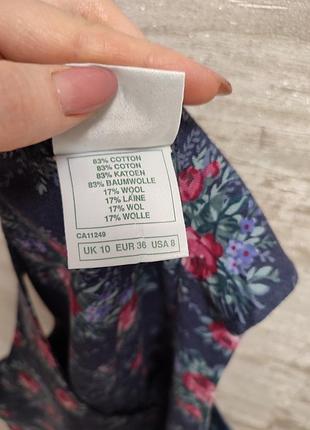 83% COTTON
83% COTON
83% KATOEN
83% BAUMWOLLE
17% WOOL
17% LAINE
17% WOL
17% WOLLE
CA11249
UK 10 EUR 36 USA 8